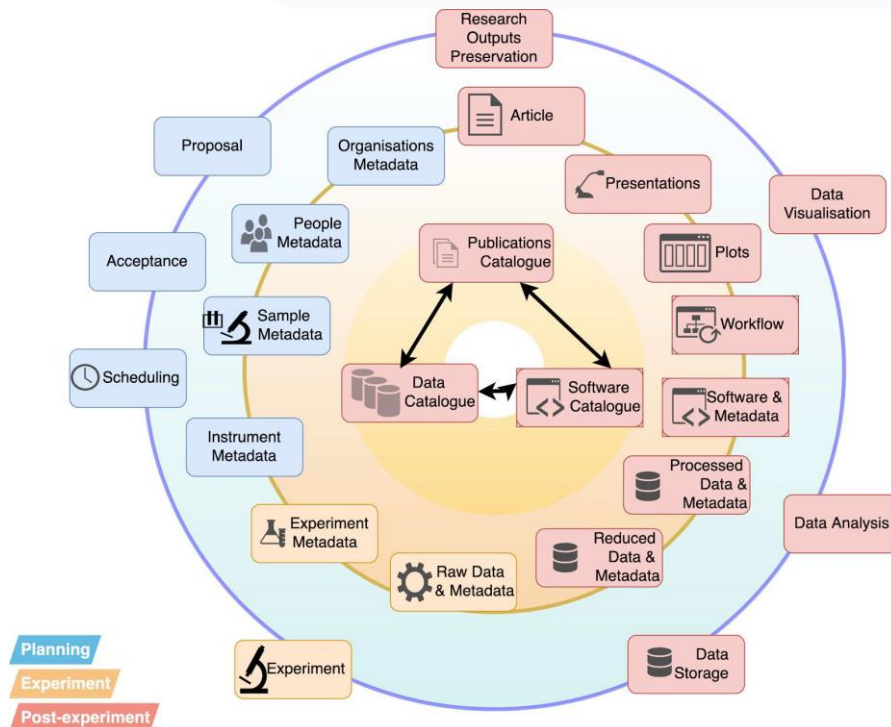 Research
Outputs
Preservation
Article
Proposal
Organisations
Metadata
Presentations
Data
Visualisation
People
Metadata
Publications
Catalogue
Plots
Acceptance
Sample
Metadata
Workflow
Scheduling
Data
Catalogue
Software
Catalogue
Software &
Metadata
Instrument
Metadata
Processed
Data &
Metadata
Experiment
Metadata
Data Analysis
Raw Data
& Metadata
Reduced
Data &
Metadata
Experiment
Data
Storage
Planning
Experiment
Post-experiment